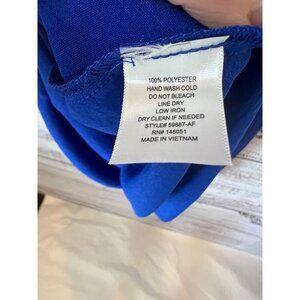 100% POLYESTER
HAND WASH COLD
DO NOT BLEACH
LINE DRY
LOW IRON
DRY CLEAN IF NEEDED
STYLE# 59887-AF
RN# 146051
MADE IN VIETNAM